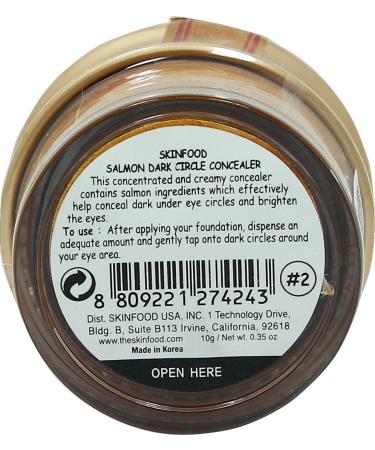 SKINFOOD
SALMON DARK CIRCLE CONCEALER
This concentrated and creamy concealer
contains salmon ingredients which effectively
help conceal dark under eye circles and brighten
the eyes.
To use : After applying your foundation, dispense an
adequate amount and gently tap onto dark circles around
your eye area.
8 809221 274243
#2
Dist. SKINFOOD USA, INC. 1 Technology Drive,
Bldg. B, Suite B113 Irvine, California, 92618
www.theskinfood.com 10g/ Net wt. 0.35 oz
Made in Korea
OPEN HERE